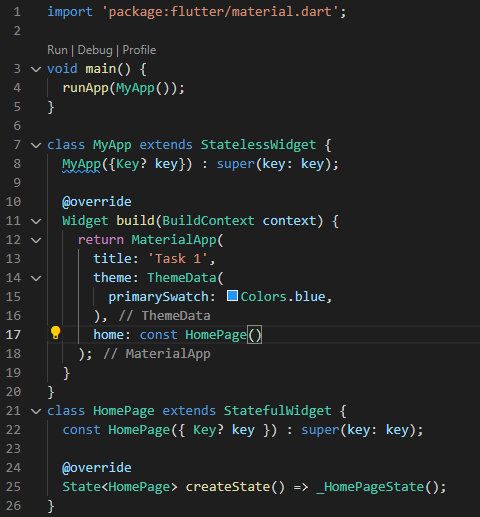 1 import 'package:flutter/material.dart';
2
Run | Debug | Profile
3 void main() {
4   runApp(MyApp());
5 }
6
7 class MyApp extends StatelessWidget {
8   MyApp({Key? key}) : super(key: key);
9
10   @override
11   Widget build(BuildContext context) {
12     return MaterialApp(
13       title: 'Task 1',
14       theme: ThemeData(
15         primarySwatch: Colors.blue,
16       ), // ThemeData
17       home: const HomePage()
18     ); // MaterialApp
19   }
20 }
21 class HomePage extends StatefulWidget {
22   const HomePage({ Key? key }) : super(key: key);
23
24   @override
25   State<HomePage> createState() => _HomePageState();
26 }